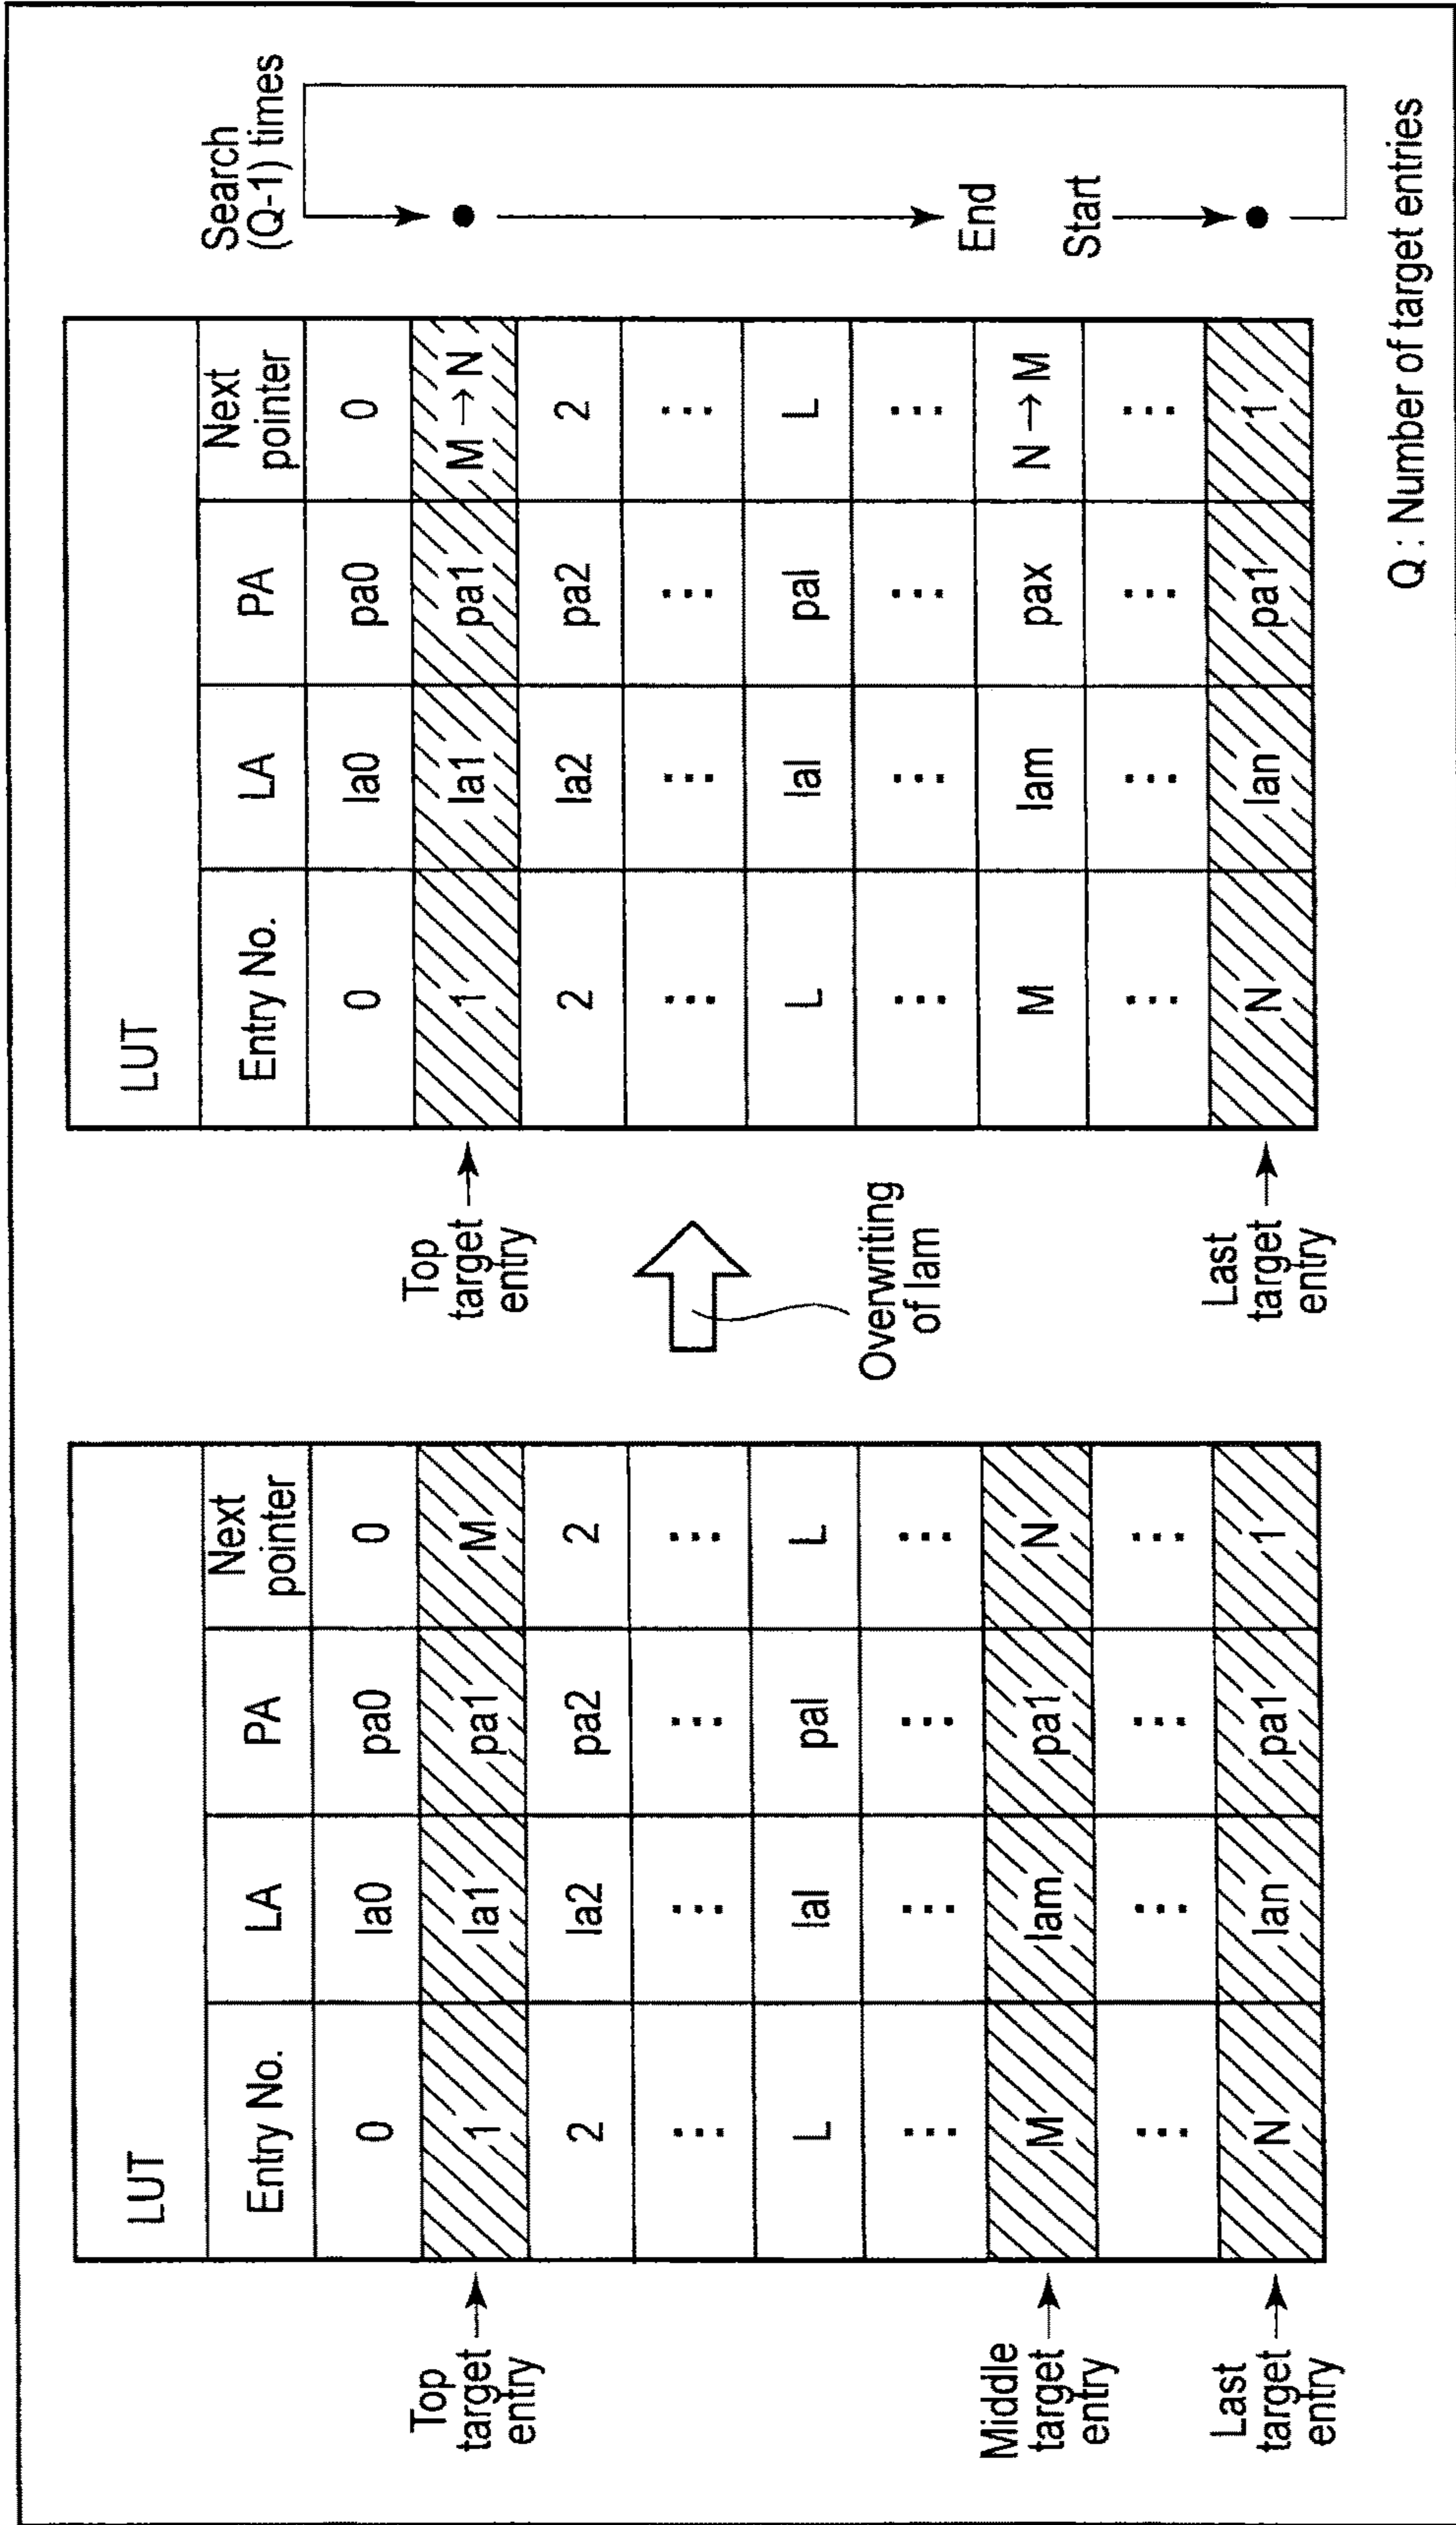 LUT
Entry No. LA PA Next pointer
0 la0 pa0 0
1 la1 pa1 M
2 la2 pa2 2
⋮ ⋮ ⋮ ⋮
L lal pal L
⋮ ⋮ ⋮ ⋮
M lam pa1 N
⋮ ⋮ ⋮ ⋮
N lan pa1 1
Top
target
entry
Middle
target
entry
Last
target
entry
Overwriting
of lam
LUT
Entry No. LA PA Next pointer
0 la0 pa0 0
1 la1 pa1 M → N
2 la2 pa2 2
⋮ ⋮ ⋮ ⋮
L lal pal L
⋮ ⋮ ⋮ ⋮
M lam pax N → M
⋮ ⋮ ⋮ ⋮
N lan pa1 1
Top
target
entry
Last
target
entry
Search
(Q-1) times
End
Start
Q : Number of target entries